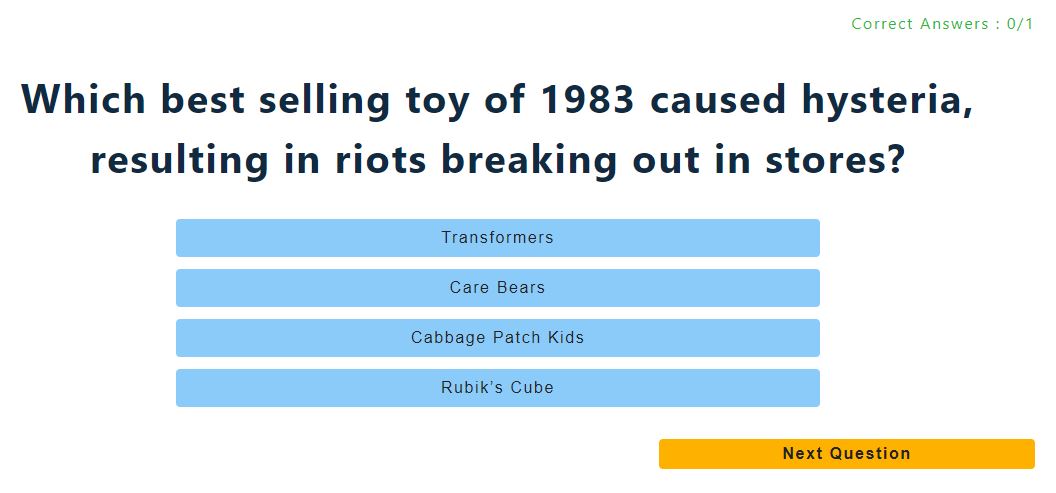 Correct Answers : 0/1
Which best selling toy of 1983 caused hysteria,
resulting in riots breaking out in stores?
Transformers
Care Bears
Cabbage Patch Kids
Rubik’s Cube
Next Question